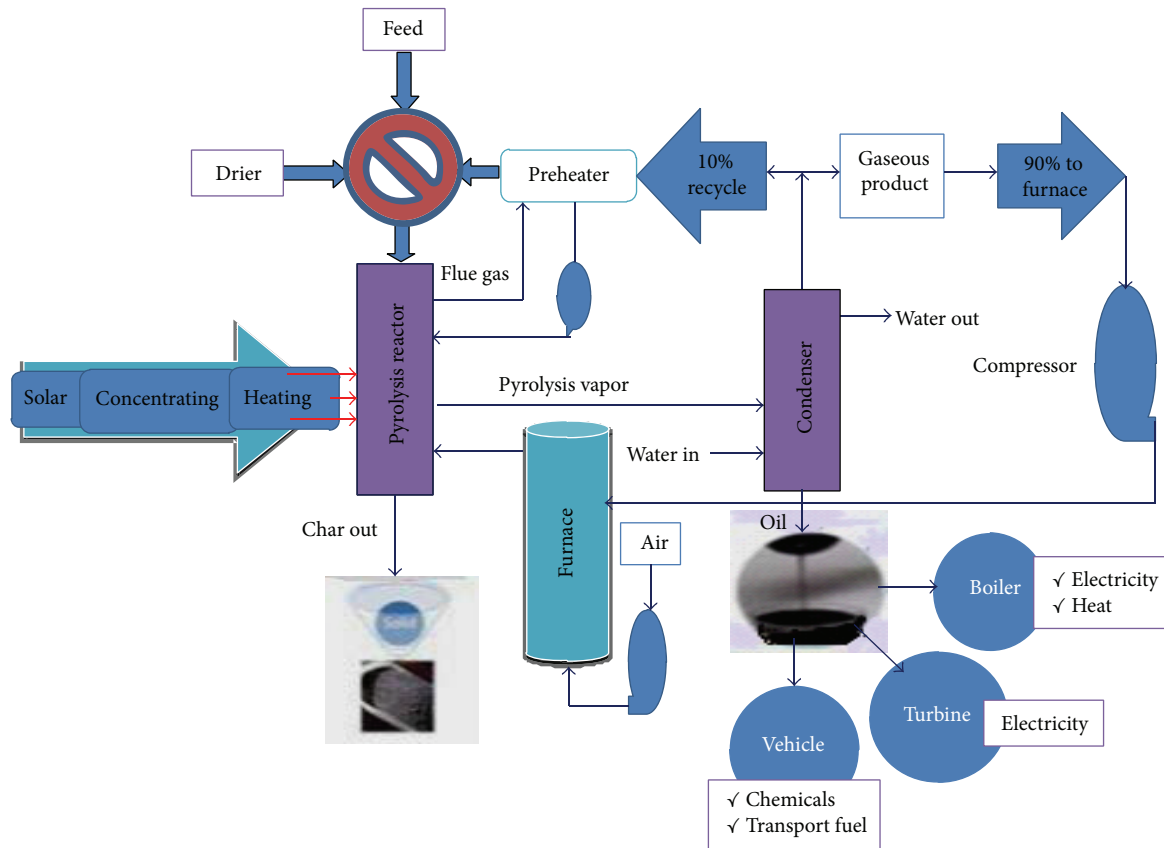 Feed
Drier
Preheater
10%
recycle
Gaseous
product
90% to
furnace
Flue gas
Pyrolysis reactor
Condenser
Water out
Compressor
Solar
Concentrating
Heating
Pyrolysis vapor
Water in
Char out
Furnace
Air
Oil
Solid
Boiler
✓ Electricity
✓ Heat
Turbine
Electricity
Vehicle
✓ Chemicals
✓ Transport fuel